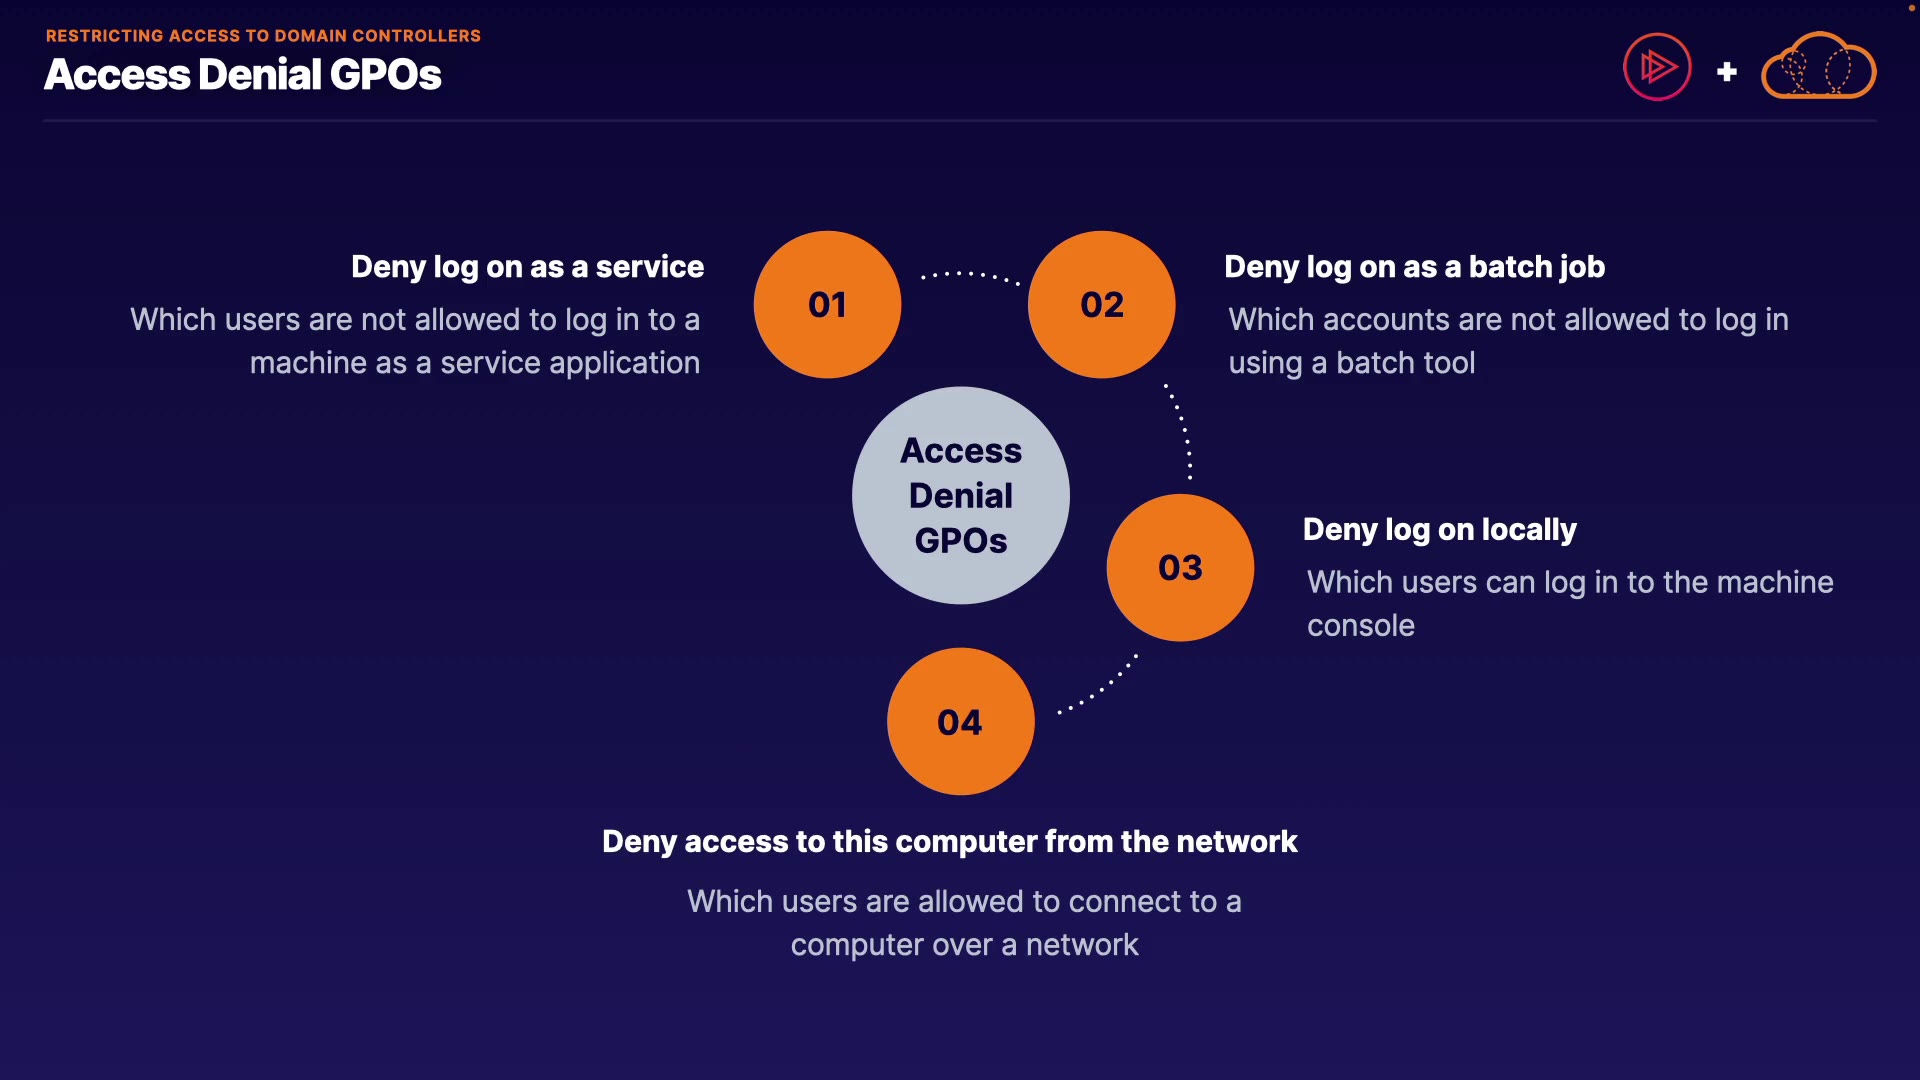 RESTRICTING ACCESS TO DOMAIN CONTROLLERS
Access Denial GPOs
Deny log on as a service
Which users are not allowed to log in to a
machine as a service application
01
02
Deny log on as a batch job
Which accounts are not allowed to log in
using a batch tool
Access
Denial
GPOs
03
Deny log on locally
Which users can log in to the machine
console
04
Deny access to this computer from the network
Which users are allowed to connect to a
computer over a network